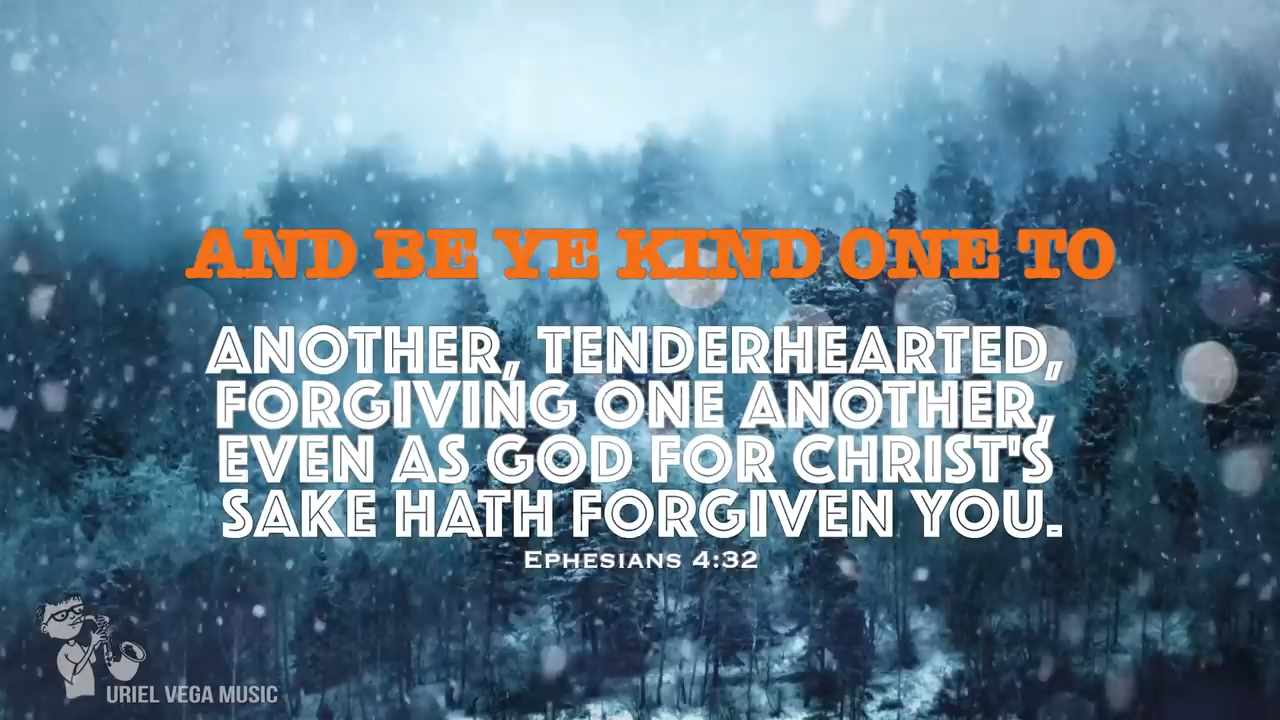 AND BE YE KIND ONE TO
ANOTHER, TENDERHEARTED,
FORGIVING ONE ANOTHER,
EVEN AS GOD FOR CHRIST'S
SAKE HATH FORGIVEN YOU.
EPHESIANS 4:32
URIEL VEGA MUSIC